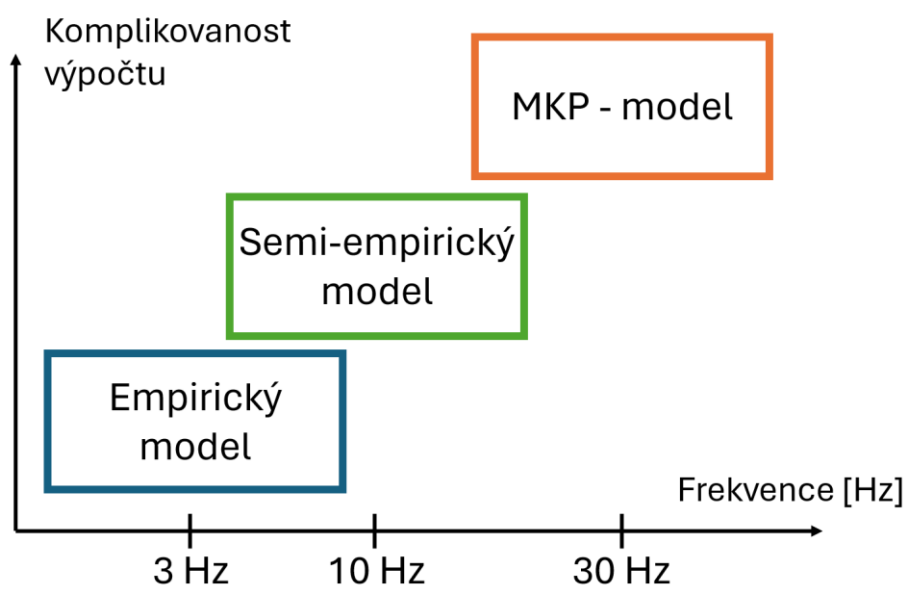 Komplikovanost
výpočtu
MKP - model
Semi-empirický
model
Empirický
model
Frekvence [Hz]
3 Hz
10 Hz
30 Hz